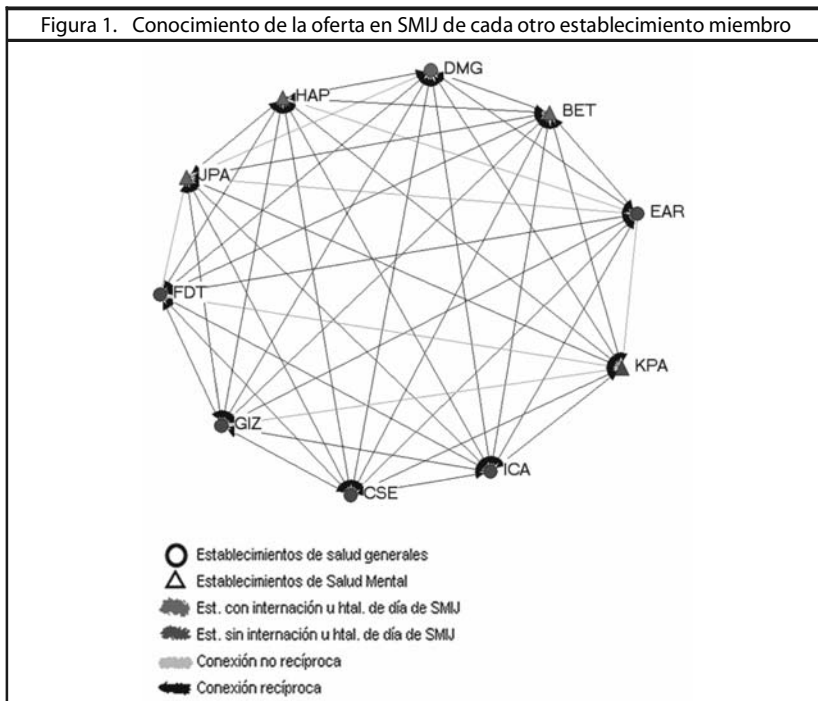 Figura 1. Conocimiento de la oferta en SMIJ de cada otro establecimiento miembro
DMG
HAP
BET
JPA
EAR
FDT
KPA
GIZ
ICA
CSE
Establecimientos de salud generales
Establecimientos de Salud Mental
Est. con internación u htal. de día de SMIJ
Est. sin internación u htal. de día de SMIJ
Conexión no recíproca
Conexión recíproca